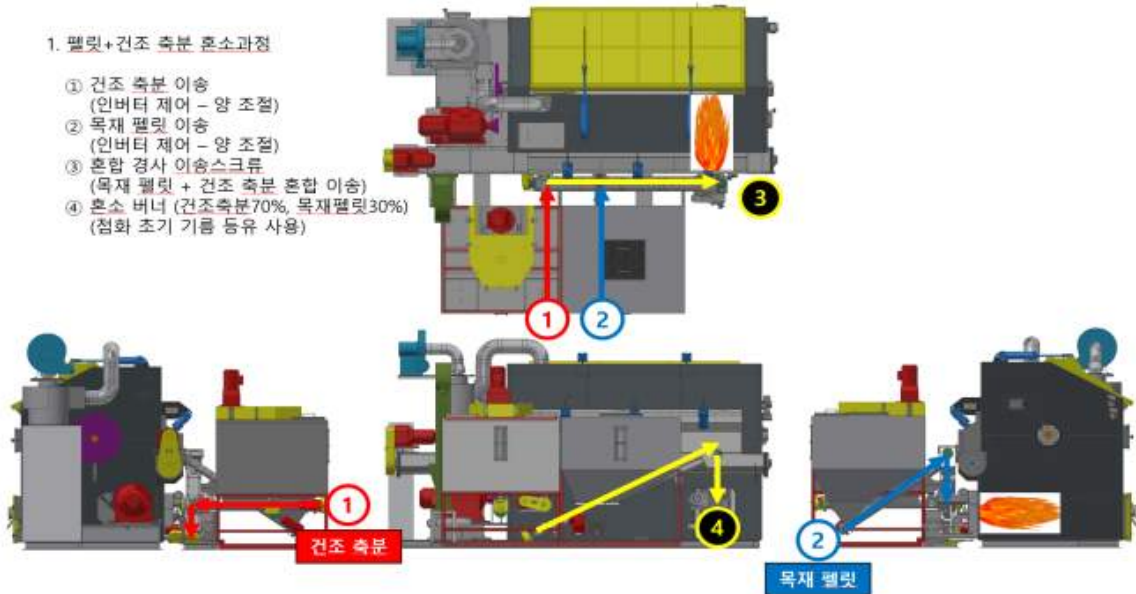 1.펠릿+건조 축분 혼소과정
① 건조 축분 이송
(인버터 제어 – 양 조절)
② 목재 펠릿 이송
(인버터 제어 – 양 조절)
③ 혼합 경사 이송스크류
(목재 펠릿 + 건조 축분 혼합 이송)
④ 혼소 버너 (건조축분70%, 목재펠릿30%)
(점화 초기 기름 등유 사용)
3
1
2
1
건조 축분
4
2
목재 펠릿